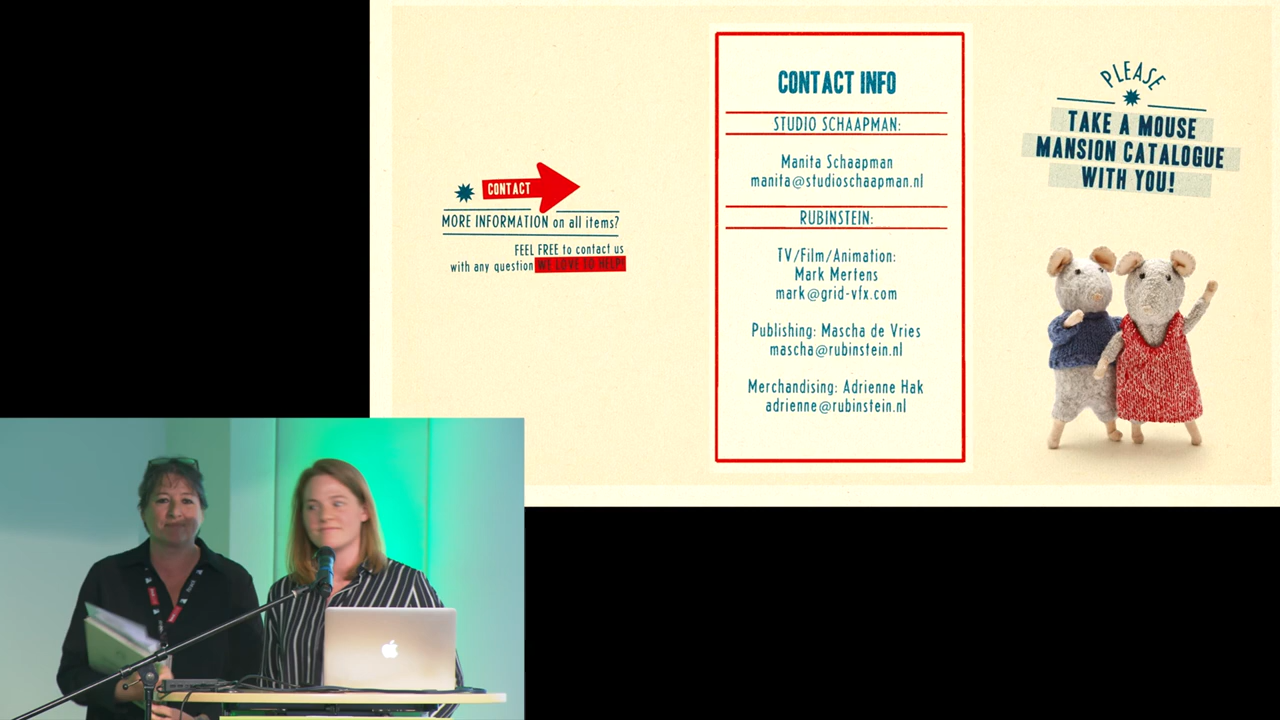 CONTACT
MORE INFORMATION on all items?
FEEL FREE to contact us
with any question WE LOVE TO HELP!
CONTACT INFO
STUDIO SCHAAPMAN:
Manita Schaapman
manita@studioschaapman.nl
RUBINSTEIN:
TV/Film/Animation:
Mark Mertens
mark@grid-vfx.com
Publishing: Mascha de Vries
mascha@rubinstein.nl
Merchandising: Adrienne Hak
adrienne@rubinstein.nl
PLEASE
TAKE A MOUSE
MANSION CATALOGUE
WITH YOU!